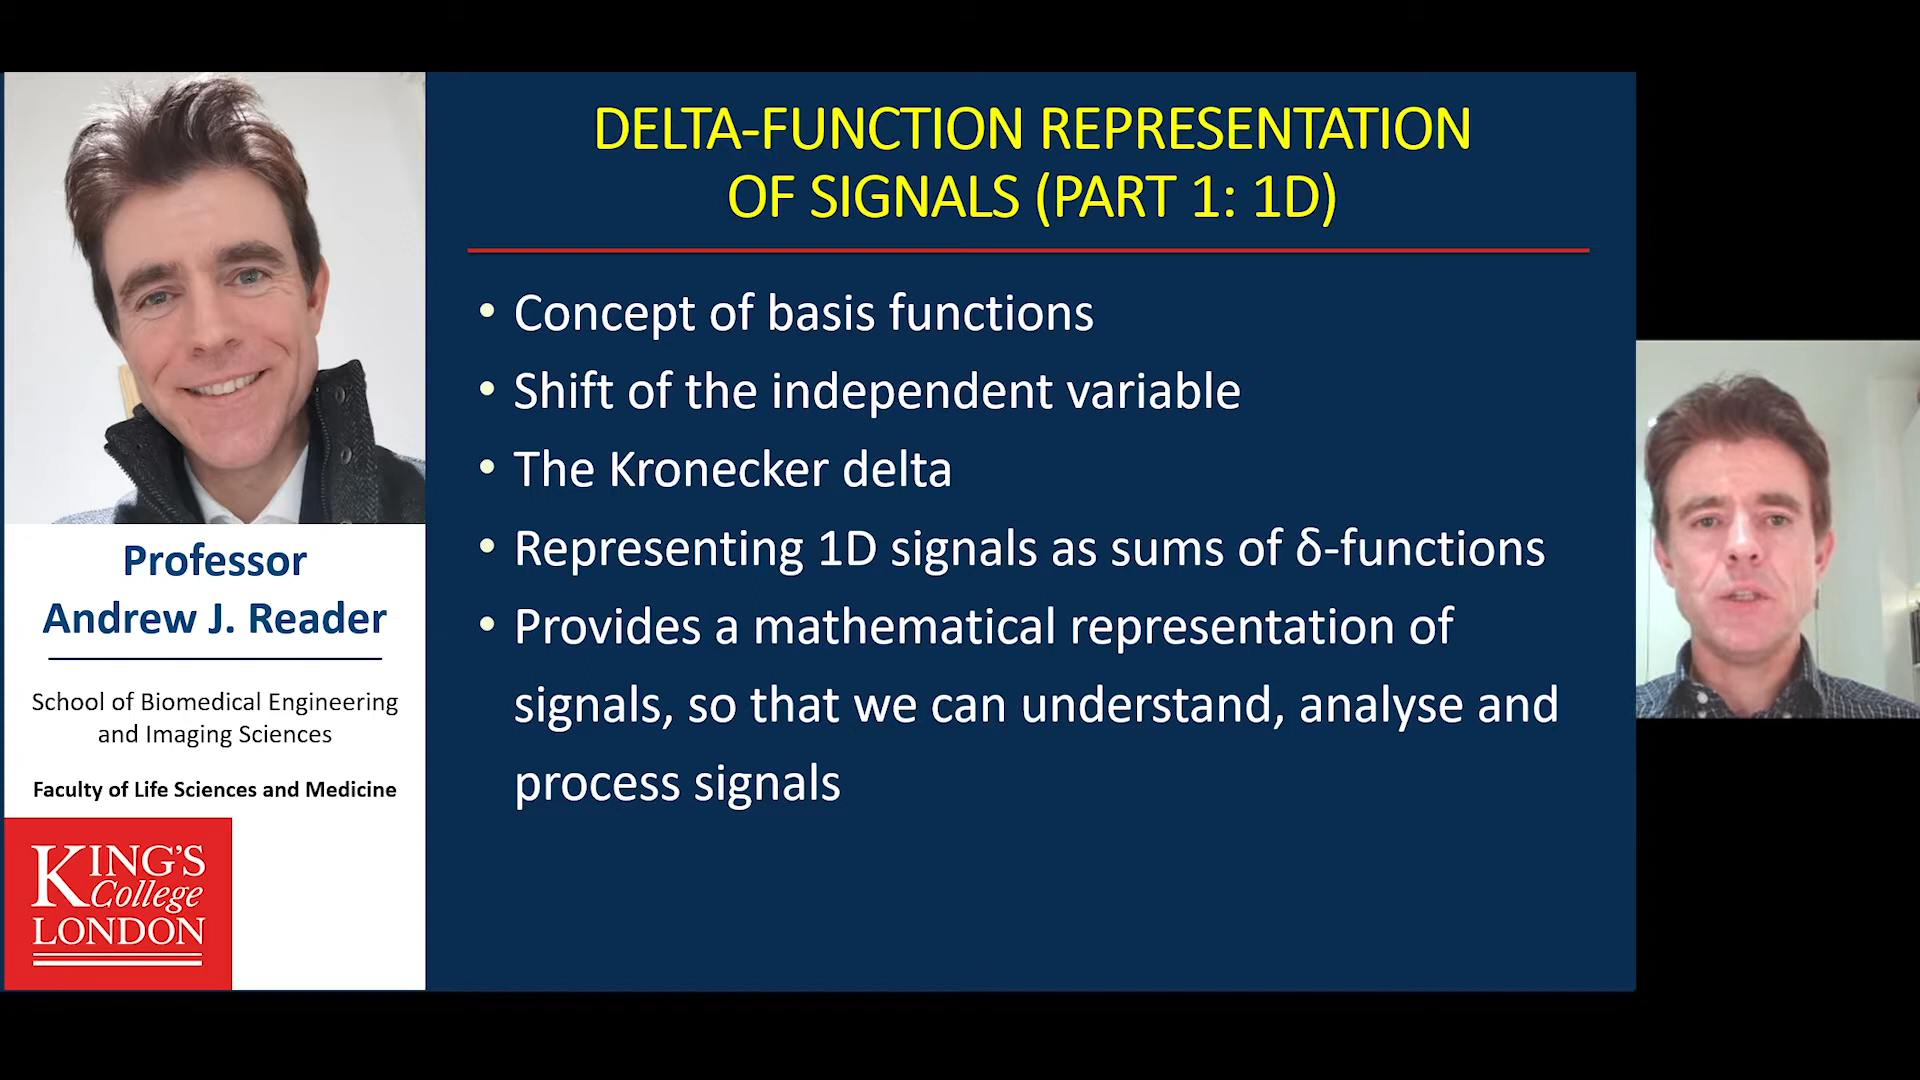 DELTA-FUNCTION REPRESENTATION
OF SIGNALS (PART 1: 1D)
• Concept of basis functions
• Shift of the independent variable
• The Kronecker delta
• Representing 1D signals as sums of δ-functions
• Provides a mathematical representation of
signals, so that we can understand, analyse and
process signals
Professor
Andrew J. Reader
School of Biomedical Engineering
and Imaging Sciences
Faculty of Life Sciences and Medicine
KING'S
College
LONDON